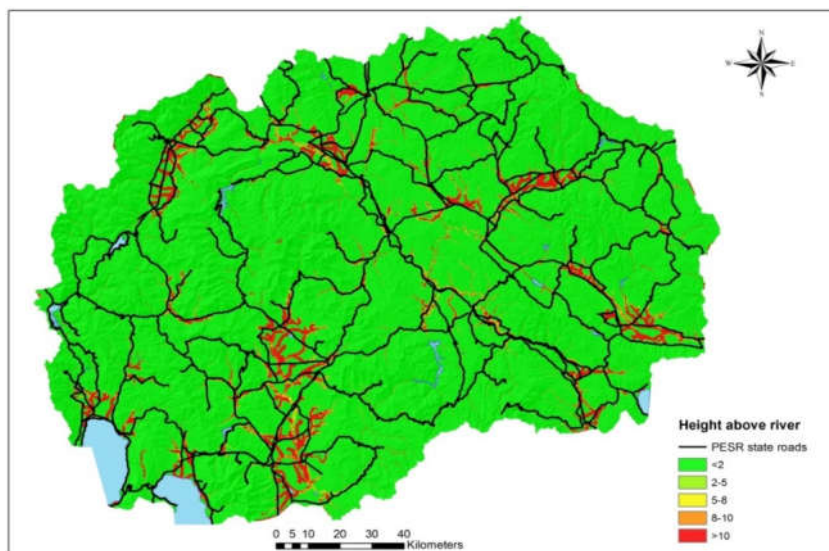 N
W E
S
Height above river
PESR state roads
<2
2-5
5-8
8-10
>10
0 5 10 20 30 40
Kilometers